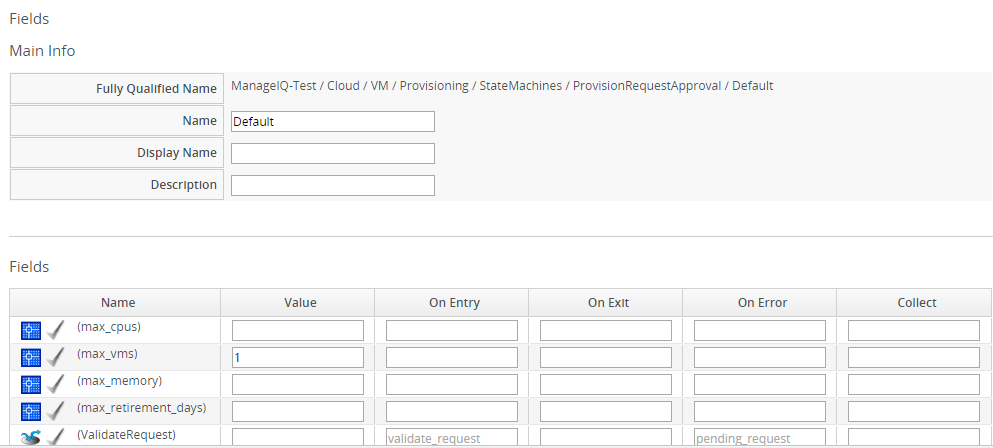 Fields
Main Info
Fully Qualified Name ManageIQ-Test / Cloud / VM / Provisioning / StateMachines / ProvisionRequestApproval / Default
Name Default
Display Name
Description
Fields
Name Value On Entry On Exit On Error Collect
(max_cpus)
(max_vms) 1
(max_memory)
(max_retirement_days)
(ValidateRequest) validate_request pending_request